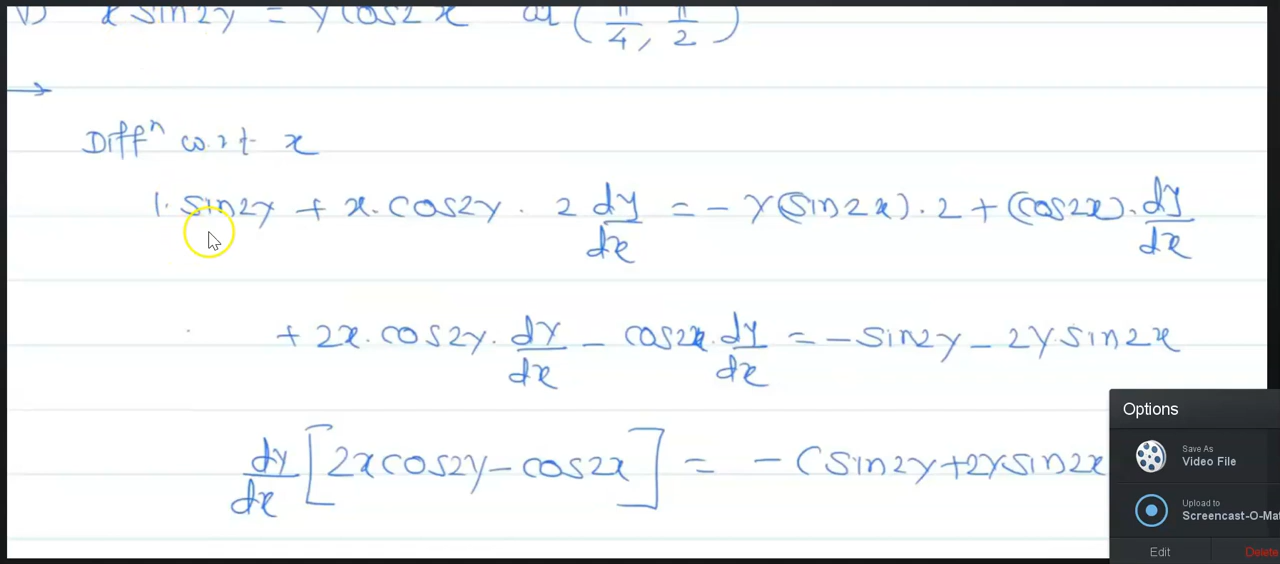 x sin2y = y cos2x at (π/4, π/2)
→
Diffⁿ w.r.t x
1. sin2y + x.cos2y . 2 dy/dx = - y(sin2x).2 + (cos2x).dy/dx
+ 2x.cos2y.dy/dx - cos2x.dy/dx = - sin2y - 2y.sin2x
dy/dx [2x cos2y - cos2x] = - (sin2y + 2y sin2x
Options
Save As
Video File
Upload to
Screencast-O-Mat
Edit
Delete